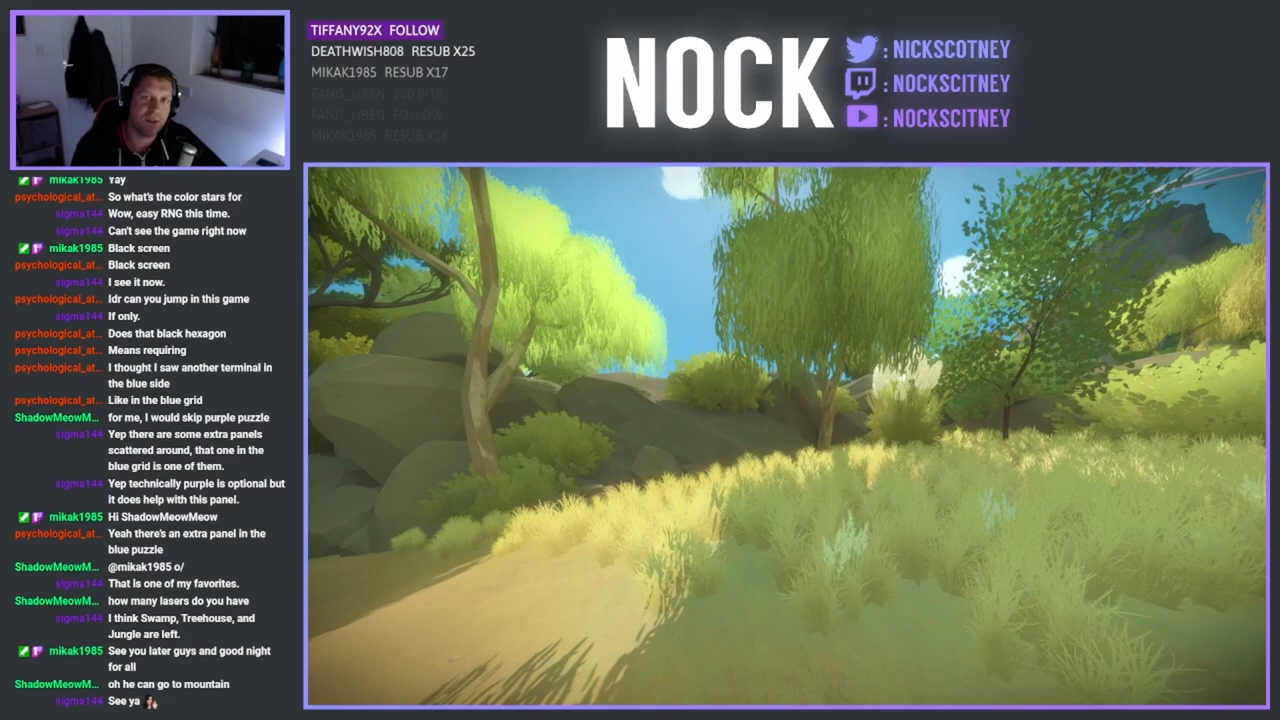 TIFFANY92X FOLLOW
DEATHWISH808 RESUB X25
MIKAK1985 RESUB X17
FANG_LIREN 100 BITS
FANG_LIREN FOLLOW
MIKAK1985 RESUB X16
NOCK
: NICKSCOTNEY
: NOCKSCITNEY
: NOCKSCITNEY
mikak1985 Yay
psychological_at... So what's the color stars for
sigma144 Wow, easy RNG this time.
sigma144 Can't see the game right now
mikak1985 Black screen
psychological_at... Black screen
sigma144 I see it now.
psychological_at... Idr can you jump in this game
sigma144 If only.
psychological_at... Does that black hexagon
psychological_at... Means requiring
psychological_at... I thought I saw another terminal in
the blue side
psychological_at... Like in the blue grid
ShadowMeowM... for me, I would skip purple puzzle
sigma144 Yep there are some extra panels
scattered around, that one in the
blue grid is one of them.
sigma144 Yep technically purple is optional but
it does help with this panel.
mikak1985 Hi ShadowMeowMeow
psychological_at... Yeah there's an extra panel in the
blue puzzle
ShadowMeowM... @mikak1985 o/
sigma144 That is one of my favorites.
ShadowMeowM... how many lasers do you have
sigma144 I think Swamp, Treehouse, and
Jungle are left.
mikak1985 See you later guys and good night
for all
ShadowMeowM... oh he can go to mountain
sigma144 See ya